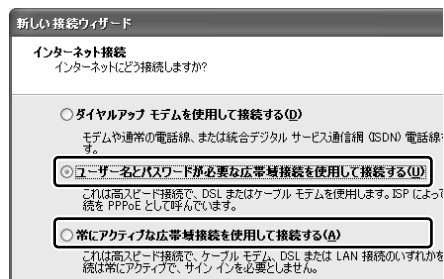 新しい接続ウィザード
インターネット接続
インターネットにどう接続しますか?
ダイヤルアップ モデムを使用して接続する(D)
モデムや通常の電話線、または統合デジタル サービス通信網 (ISDN) 電話線
す。
ユーザー名とパスワードが必要な広帯域接続を使用して接続する(U)
これは高スピード接続で、DSL またはケーブル モデムを使用します。ISP によって
続を PPPoE として呼んでいます。
常にアクティブな広帯域接続を使用して接続する(A)
これは高スピード接続で、ケーブル モデム、DSL または LAN 接続のいずれかを
続は常にアクティブで、サイン インを必要としません。